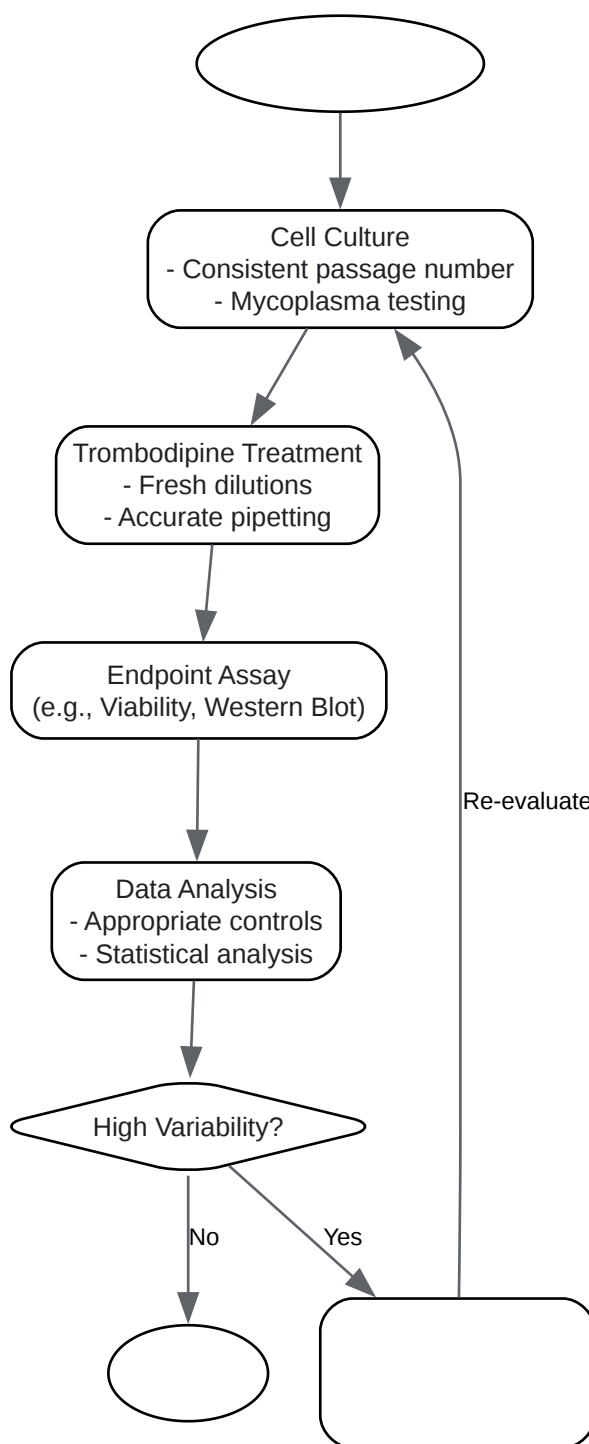 Cell Culture
- Consistent passage number
- Mycoplasma testing
Trombodipine Treatment
- Fresh dilutions
- Accurate pipetting
Endpoint Assay
(e.g., Viability, Western Blot)
Re-evaluate
Data Analysis
- Appropriate controls
- Statistical analysis
High Variability?
No
Yes